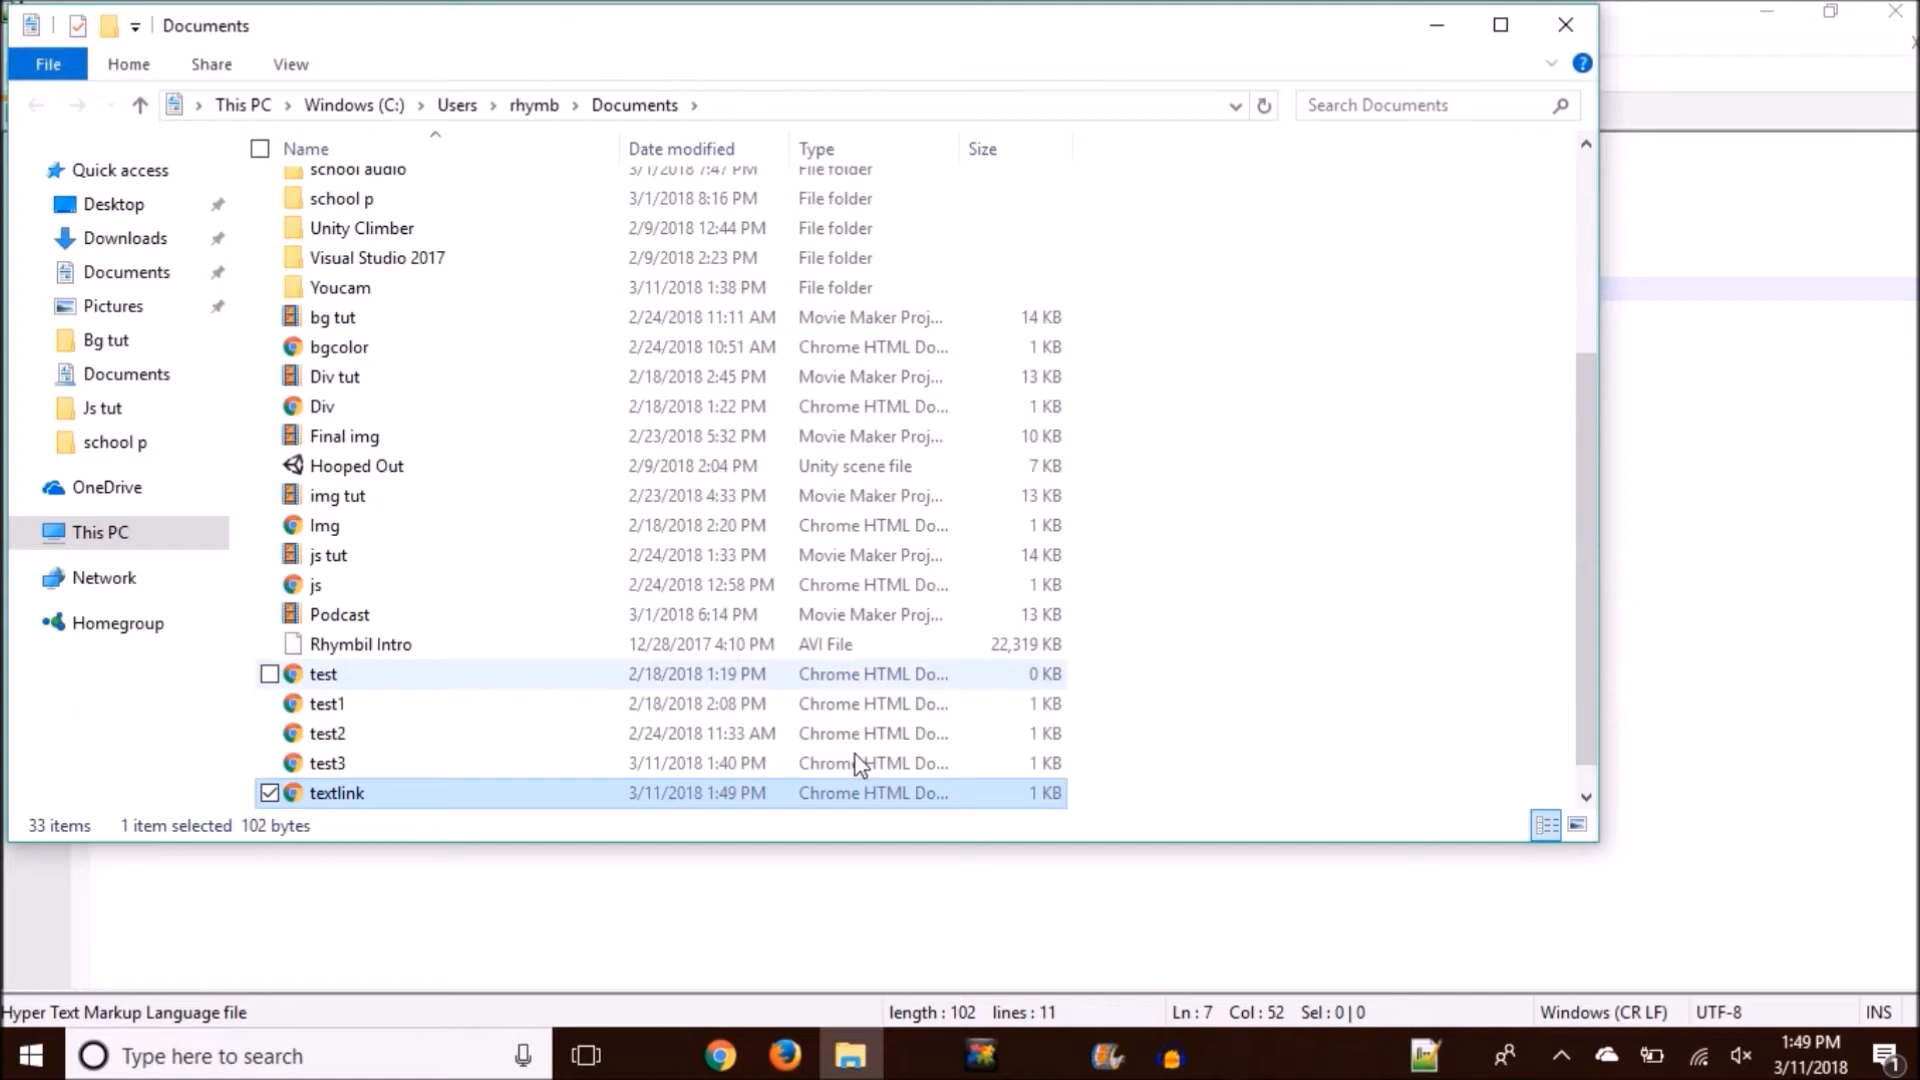 Documents
File Home Share View
This PC Windows (C:) Users rhymb Documents Search Documents
Name Date modified Type Size
school audio 3/1/2018 7:47 PM File folder
school p 3/1/2018 8:16 PM File folder
Unity Climber 2/9/2018 12:44 PM File folder
Visual Studio 2017 2/9/2018 2:23 PM File folder
Youcam 3/11/2018 1:38 PM File folder
bg tut 2/24/2018 11:11 AM Movie Maker Proj... 14 KB
bgcolor 2/24/2018 10:51 AM Chrome HTML Do... 1 KB
Div tut 2/18/2018 2:45 PM Movie Maker Proj... 13 KB
Div 2/18/2018 1:22 PM Chrome HTML Do... 1 KB
Final img 2/23/2018 5:32 PM Movie Maker Proj... 10 KB
Hooped Out 2/9/2018 2:04 PM Unity scene file 7 KB
img tut 2/23/2018 4:33 PM Movie Maker Proj... 13 KB
Img 2/18/2018 2:20 PM Chrome HTML Do... 1 KB
js tut 2/24/2018 1:33 PM Movie Maker Proj... 14 KB
js 2/24/2018 12:58 PM Chrome HTML Do... 1 KB
Podcast 3/1/2018 6:14 PM Movie Maker Proj... 13 KB
Rhymbil Intro 12/28/2017 4:10 PM AVI File 22,319 KB
test 2/18/2018 1:19 PM Chrome HTML Do... 0 KB
test1 2/18/2018 2:08 PM Chrome HTML Do... 1 KB
test2 2/24/2018 11:33 AM Chrome HTML Do... 1 KB
test3 3/11/2018 1:40 PM Chrome HTML Do... 1 KB
textlink 3/11/2018 1:49 PM Chrome HTML Do... 1 KB
Quick access
Desktop
Downloads
Documents
Pictures
Bg tut
Documents
Js tut
school p
OneDrive
This PC
Network
Homegroup
33 items 1 item selected 102 bytes
Hyper Text Markup Language file length : 102 lines : 11 Ln : 7 Col : 52 Sel : 0 | 0 Windows (CR LF) UTF-8 INS
Type here to search
1:49 PM
3/11/2018
1